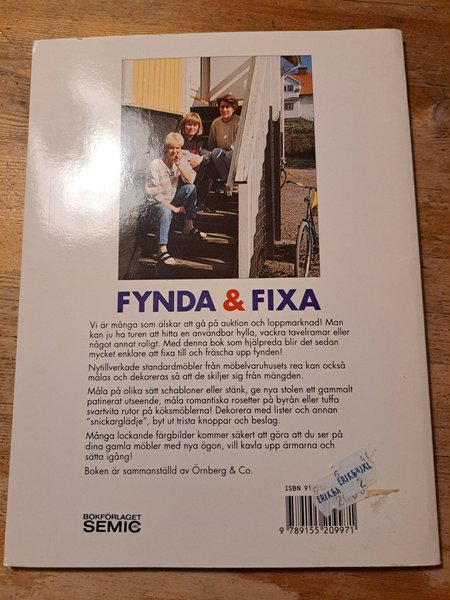 FYNDA & FIXA
Vi är många som älskar att gå på auktion och loppmarknad! Man
kan ju ha turen att hitta en användbar hylla, vackra tavelramar eller
något annat roligt. Med denna bok som hjälpreda blir det sedan
mycket enklare att fixa till och fräscha upp fynden!
Nytillverkade standardmöbler från möbelvaruhusets rea kan också
målas och dekoreras så att de skiljer sig från mängden.
Måla på olika sätt schabloner eller stänk, ge nya stolen ett gammalt
patinerat utseende, måla romantiska rosetter på byrån eller tuffa
svartvita rutor på köksmöblerna! Dekorera med lister och annan
"snickarglädje", byt ut trista knoppar och beslag.
Många lockande färgbilder kommer säkert att göra att du ser på
dina gamla möbler med nya ögon, vill kavla upp ärmarna och
sätta igång!
Boken är sammanställd av Örnberg & Co.
ISBN 91
BOKFÖRLAGET
SEMIC
9 789155 209971